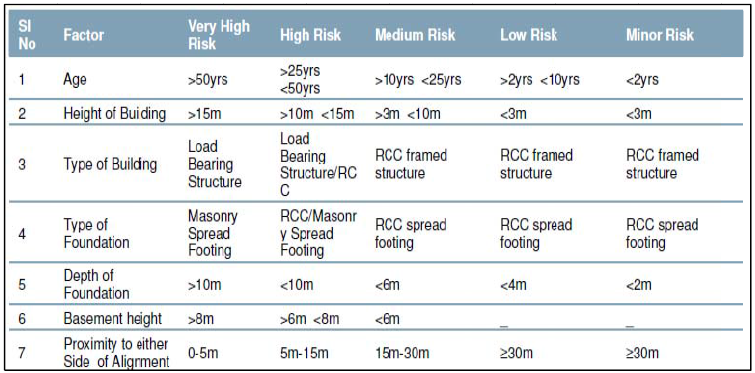 Sl No Factor Very High Risk High Risk Medium Risk Low Risk Minor Risk
1 Age >50yrs >25yrs <50yrs >10yrs <25yrs >2yrs <10yrs <2yrs
2 Height of Buiding >15m >10m <15m >3m <10m <3m <3m
3 Type of Building Load Bearing Structure Load Bearing Structure/RC C RCC framed structure RCC framed structure RCC framed structure
4 Type of Foundation Masonry Spread Footing RCC/Masonr y Spread Footing RCC spread footing RCC spread footing RCC spread footing
5 Depth of Foundation >10m <10m <6m <4m <2m
6 Basement height >8m >6m <8m <6m _ _
7 Proximity to either Side of Alignment 0-5m 5m-15m 15m-30m ≥30m ≥30m